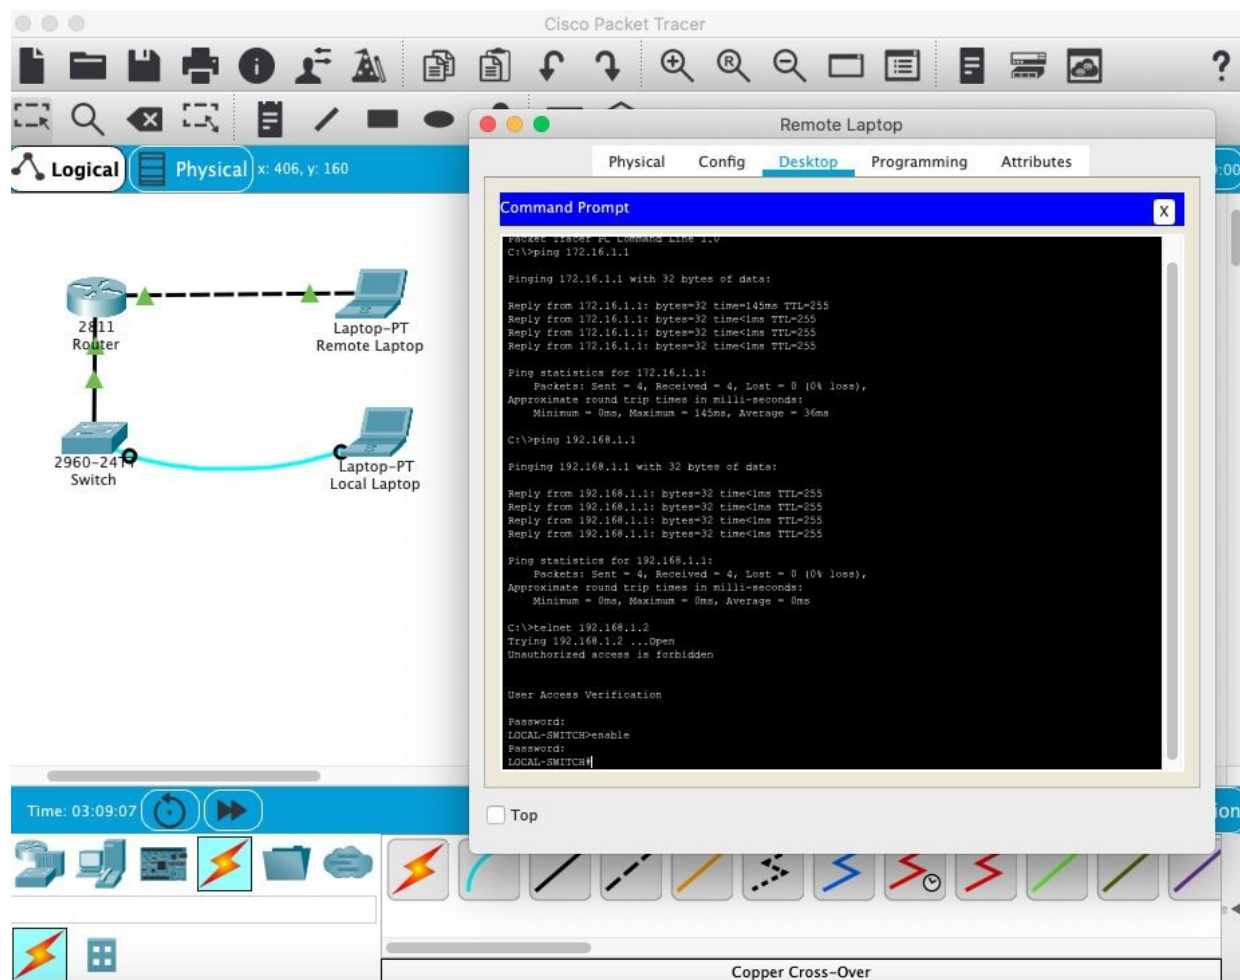 Cisco Packet Tracer
Logical
Physical
x: 406, y: 160
2811
Router
Laptop-PT
Remote Laptop
2960-24TT
Switch
Laptop-PT
Local Laptop
Remote Laptop
Physical Config Desktop Programming Attributes
Command Prompt
X
Packet Tracer PC Command Line 1.0
C:\>ping 172.16.1.1
Pinging 172.16.1.1 with 32 bytes of data:
Reply from 172.16.1.1: bytes=32 time=145ms TTL=255
Reply from 172.16.1.1: bytes=32 time<1ms TTL=255
Reply from 172.16.1.1: bytes=32 time<1ms TTL=255
Reply from 172.16.1.1: bytes=32 time<1ms TTL=255
Ping statistics for 172.16.1.1:
Packets: Sent = 4, Received = 4, Lost = 0 (0% loss),
Approximate round trip times in milli-seconds:
Minimum = 0ms, Maximum = 145ms, Average = 36ms
C:\>ping 192.168.1.1
Pinging 192.168.1.1 with 32 bytes of data:
Reply from 192.168.1.1: bytes=32 time<1ms TTL=255
Reply from 192.168.1.1: bytes=32 time<1ms TTL=255
Reply from 192.168.1.1: bytes=32 time<1ms TTL=255
Reply from 192.168.1.1: bytes=32 time<1ms TTL=255
Ping statistics for 192.168.1.1:
Packets: Sent = 4, Received = 4, Lost = 0 (0% loss),
Approximate round trip times in milli-seconds:
Minimum = 0ms, Maximum = 0ms, Average = 0ms
C:\>telnet 192.168.1.2
Trying 192.168.1.2 ...Open
Unauthorized access is forbidden
User Access Verification
Password:
LOCAL-SWITCH>enable
Password:
LOCAL-SWITCH#
Top
Time: 03:09:07
Copper Cross-Over